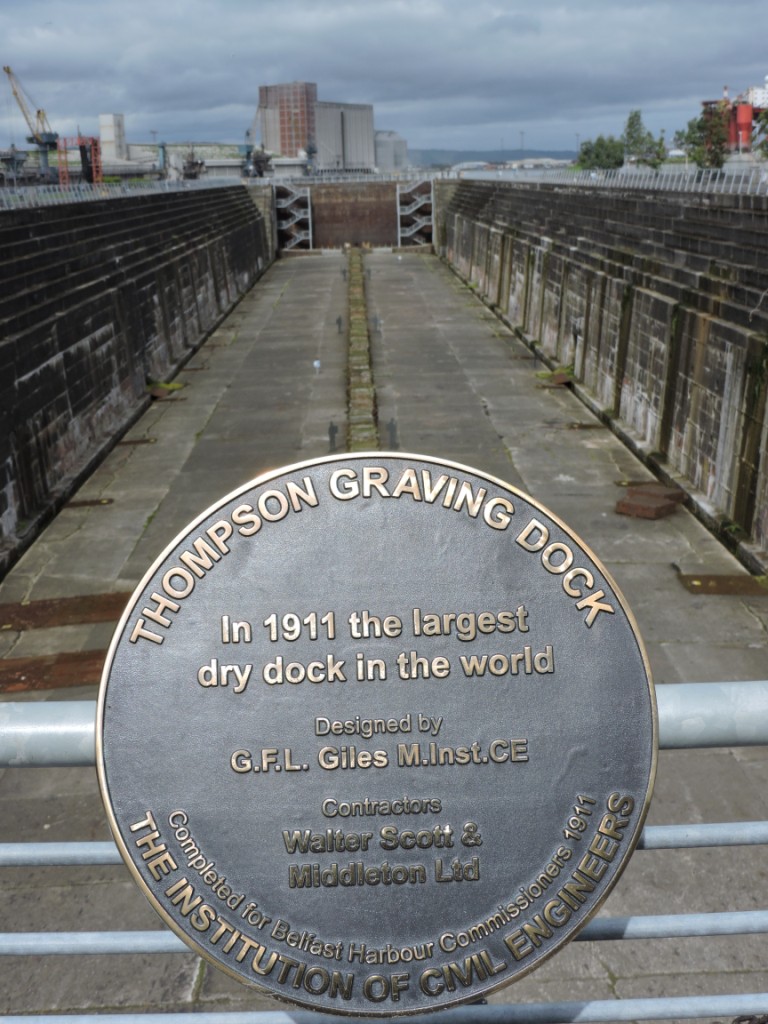 THOMPSON GRAVING DOCK
In 1911 the largest
dry dock in the world
Designed by
G.F.L. Giles M.Inst.CE
Contractors
Walter Scott &
Middleton Ltd
Completed for Belfast Harbour Commissioners 1911
THE INSTITUTION OF CIVIL ENGINEERS